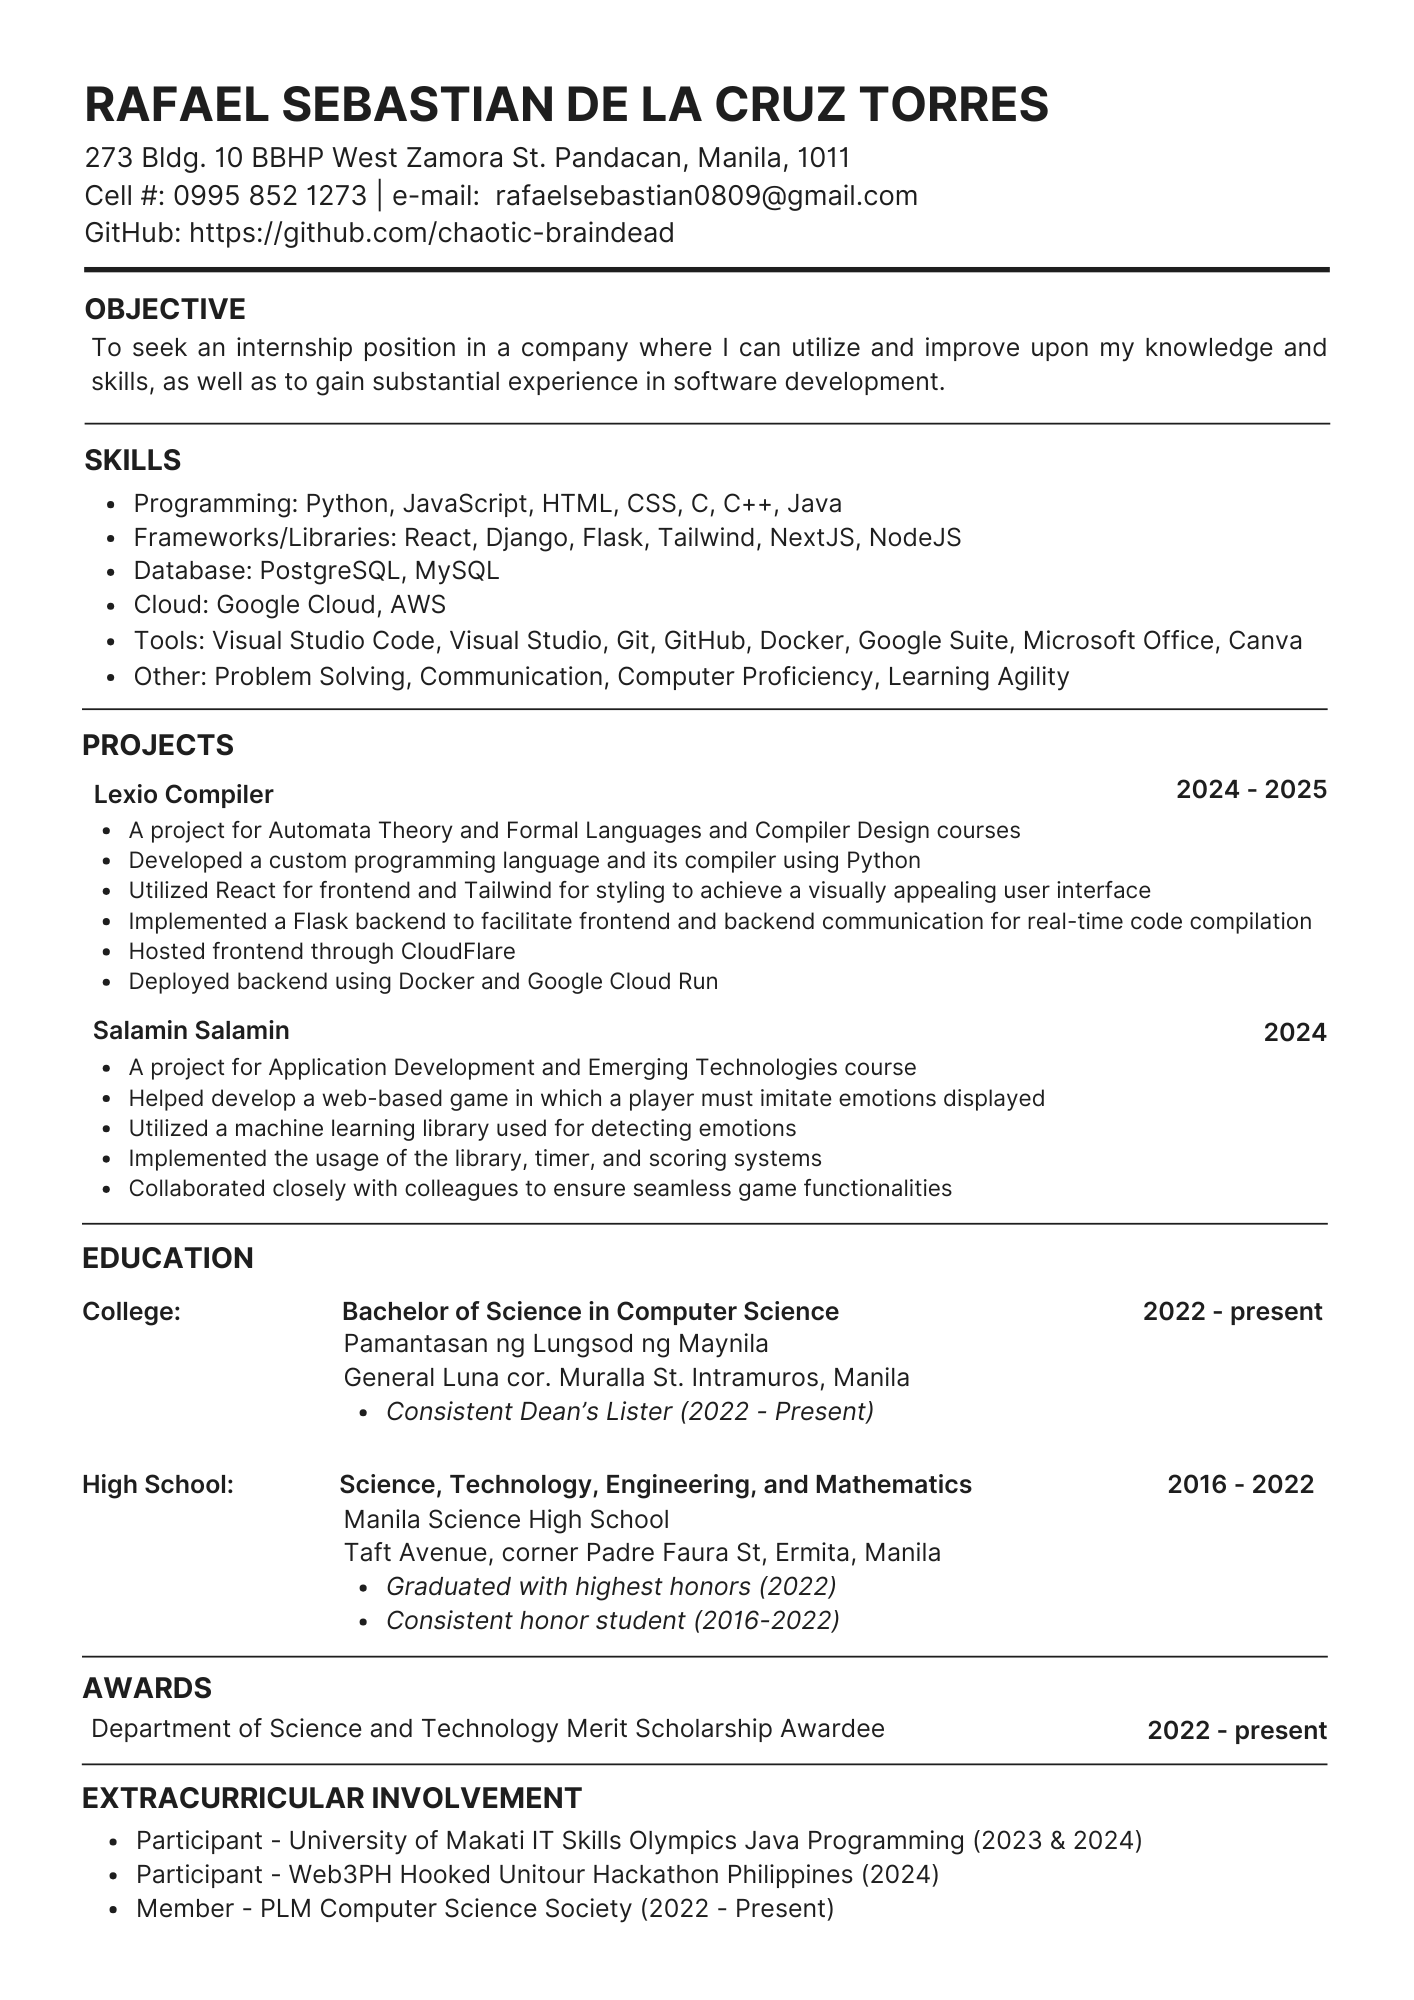 RAFAEL SEBASTIAN DE LA CRUZ TORRES
273 Bldg. 10 BBHP West Zamora St. Pandacan, Manila, 1011
Cell #: 0995 852 1273 | e-mail: rafaelsebastian0809@gmail.com
GitHub: https://github.com/chaotic-braindead
OBJECTIVE
To seek an internship position in a company where I can utilize and improve upon my knowledge and
skills, as well as to gain substantial experience in software development.
SKILLS
• Programming: Python, JavaScript, HTML, CSS, C, C++, Java
• Frameworks/Libraries: React, Django, Flask, Tailwind, NextJS, NodeJS
• Database: PostgreSQL, MySQL
• Cloud: Google Cloud, AWS
• Tools: Visual Studio Code, Visual Studio, Git, GitHub, Docker, Google Suite, Microsoft Office, Canva
• Other: Problem Solving, Communication, Computer Proficiency, Learning Agility
PROJECTS
Lexio Compiler 2024 - 2025
• A project for Automata Theory and Formal Languages and Compiler Design courses
• Developed a custom programming language and its compiler using Python
• Utilized React for frontend and Tailwind for styling to achieve a visually appealing user interface
• Implemented a Flask backend to facilitate frontend and backend communication for real-time code compilation
• Hosted frontend through CloudFlare
• Deployed backend using Docker and Google Cloud Run
Salamin Salamin 2024
• A project for Application Development and Emerging Technologies course
• Helped develop a web-based game in which a player must imitate emotions displayed
• Utilized a machine learning library used for detecting emotions
• Implemented the usage of the library, timer, and scoring systems
• Collaborated closely with colleagues to ensure seamless game functionalities
EDUCATION
College: Bachelor of Science in Computer Science 2022 - present
Pamantasan ng Lungsod ng Maynila
General Luna cor. Muralla St. Intramuros, Manila
• Consistent Dean’s Lister (2022 - Present)
High School: Science, Technology, Engineering, and Mathematics 2016 - 2022
Manila Science High School
Taft Avenue, corner Padre Faura St, Ermita, Manila
• Graduated with highest honors (2022)
• Consistent honor student (2016-2022)
AWARDS
Department of Science and Technology Merit Scholarship Awardee 2022 - present
EXTRACURRICULAR INVOLVEMENT
• Participant - University of Makati IT Skills Olympics Java Programming (2023 & 2024)
• Participant - Web3PH Hooked Unitour Hackathon Philippines (2024)
• Member - PLM Computer Science Society (2022 - Present)